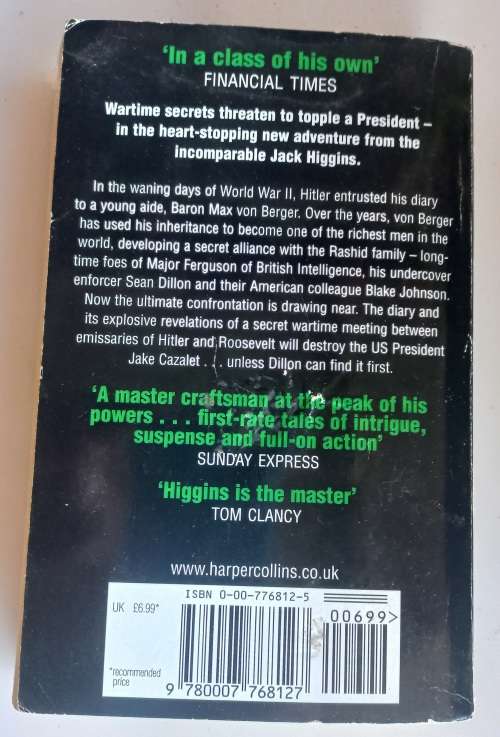 ‘In a class of his own’
FINANCIAL TIMES
Wartime secrets threaten to topple a President –
in the heart-stopping new adventure from the
incomparable Jack Higgins.
In the waning days of World War II, Hitler entrusted his diary
to a young aide, Baron Max von Berger. Over the years, von Berger
has used his inheritance to become one of the richest men in the
world, developing a secret alliance with the Rashid family – long-
time foes of Major Ferguson of British Intelligence, his undercover
enforcer Sean Dillon and their American colleague Blake Johnson.
Now the ultimate confrontation is drawing near. The diary and
its explosive revelations of a secret wartime meeting between
emissaries of Hitler and Roosevelt will destroy the US President
Jake Cazalet . . . unless Dillon can find it first.
‘A master craftsman at the peak of his
powers . . . first-rate tales of intrigue,
suspense and full-on action’
SUNDAY EXPRESS
‘Higgins is the master’
TOM CLANCY
www.harpercollins.co.uk
ISBN 0-00-776812-5
UK £6.99*
00699>
*recommended
price
9 780007 768127